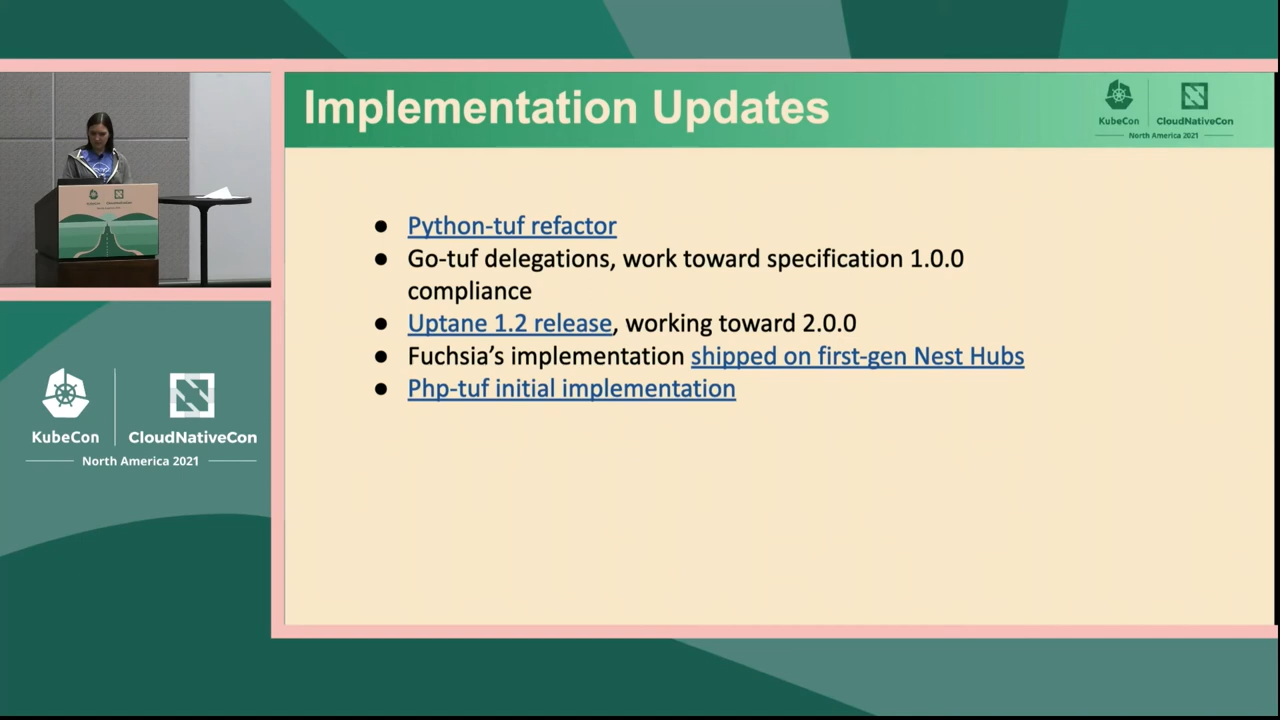 Implementation Updates
KubeCon
CloudNativeCon
North America 2021
● Python-tuf refactor
● Go-tuf delegations, work toward specification 1.0.0
compliance
● Uptane 1.2 release, working toward 2.0.0
● Fuchsia’s implementation shipped on first-gen Nest Hubs
● Php-tuf initial implementation
KubeCon
CloudNativeCon
North America 2021